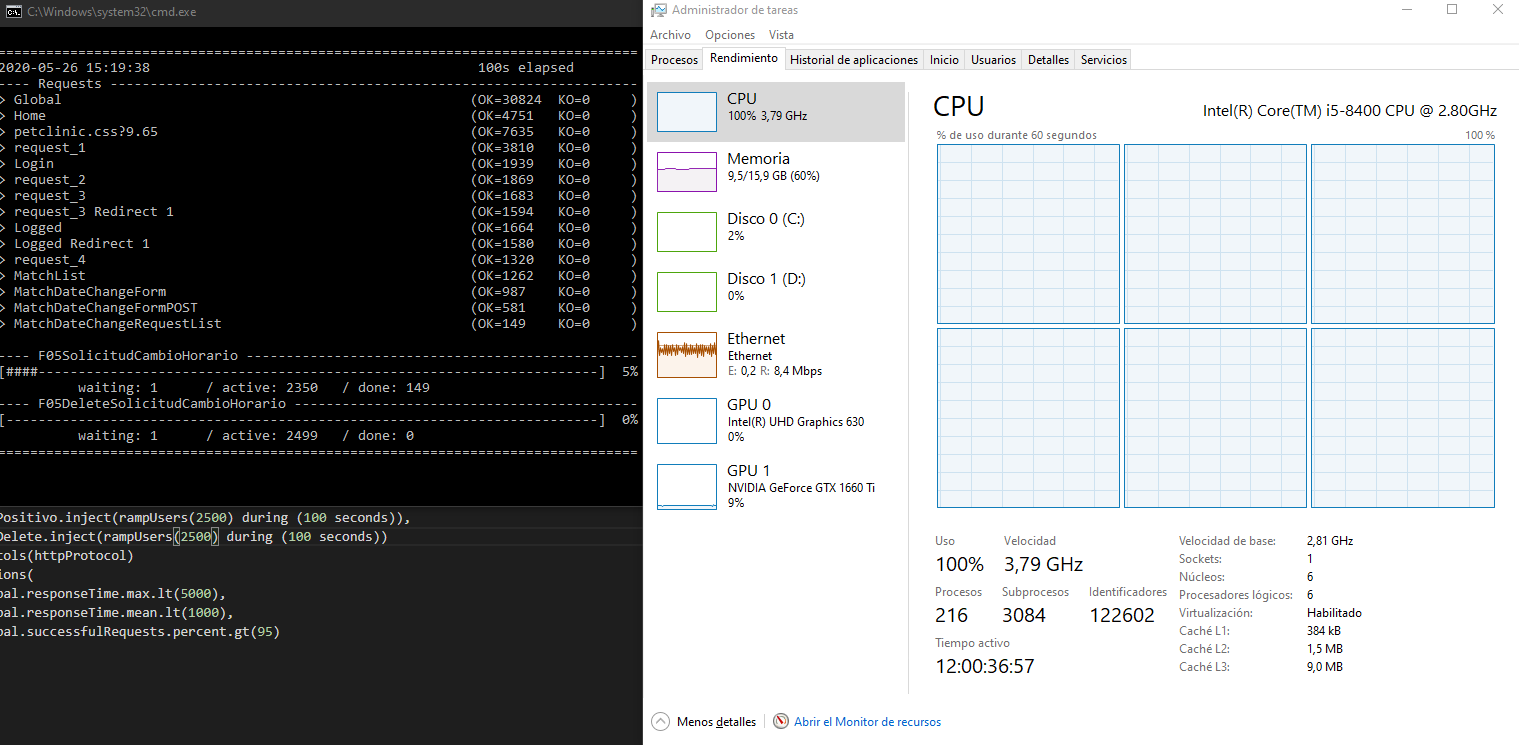 C:\Windows\system32\cmd.exe
================================================================================
2020-05-26 15:19:38 100s elapsed
---- Requests ------------------------------------------------------------------
> Global (OK=30824 KO=0 )
> Home (OK=4751 KO=0 )
> petclinic.css?9.65 (OK=7635 KO=0 )
> request_1 (OK=3810 KO=0 )
> Login (OK=1939 KO=0 )
> request_2 (OK=1869 KO=0 )
> request_3 (OK=1683 KO=0 )
> request_3 Redirect 1 (OK=1594 KO=0 )
> Logged (OK=1664 KO=0 )
> Logged Redirect 1 (OK=1580 KO=0 )
> request_4 (OK=1320 KO=0 )
> MatchList (OK=1262 KO=0 )
> MatchDateChangeForm (OK=987 KO=0 )
> MatchDateChangeFormPOST (OK=581 KO=0 )
> MatchDateChangeRequestList (OK=149 KO=0 )
---- F05SolicitudCambioHorario -------------------------------------------------
[####----------------------------------------------------------------------] 5%
waiting: 1 / active: 2350 / done: 149
---- F05DeleteSolicitudCambioHorario -------------------------------------------
[--------------------------------------------------------------------------] 0%
waiting: 1 / active: 2499 / done: 0
================================================================================
Positivo.inject(rampUsers(2500) during (100 seconds)),
Delete.inject(rampUsers(2500) during (100 seconds))
cols(httpProtocol)
ions(
bal.responseTime.max.lt(5000),
bal.responseTime.mean.lt(1000),
bal.successfulRequests.percent.gt(95)
Administrador de tareas
Archivo Opciones Vista
Procesos Rendimiento Historial de aplicaciones Inicio Usuarios Detalles Servicios
CPU
100% 3,79 GHz
Memoria
9,5/15,9 GB (60%)
Disco 0 (C:)
2%
Disco 1 (D:)
0%
Ethernet
Ethernet
E: 0,2 R: 8,4 Mbps
GPU 0
Intel(R) UHD Graphics 630
0%
GPU 1
NVIDIA GeForce GTX 1660 Ti
9%
CPU Intel(R) Core(TM) i5-8400 CPU @ 2.80GHz
% de uso durante 60 segundos 100 %
Uso Velocidad
100% 3,79 GHz
Procesos Subprocesos Identificadores
216 3084 122602
Tiempo activo
12:00:36:57
Velocidad de base: 2,81 GHz
Sockets: 1
Núcleos: 6
Procesadores lógicos: 6
Virtualización: Habilitado
Caché L1: 384 kB
Caché L2: 1,5 MB
Caché L3: 9,0 MB
Menos detalles Abrir el Monitor de recursos